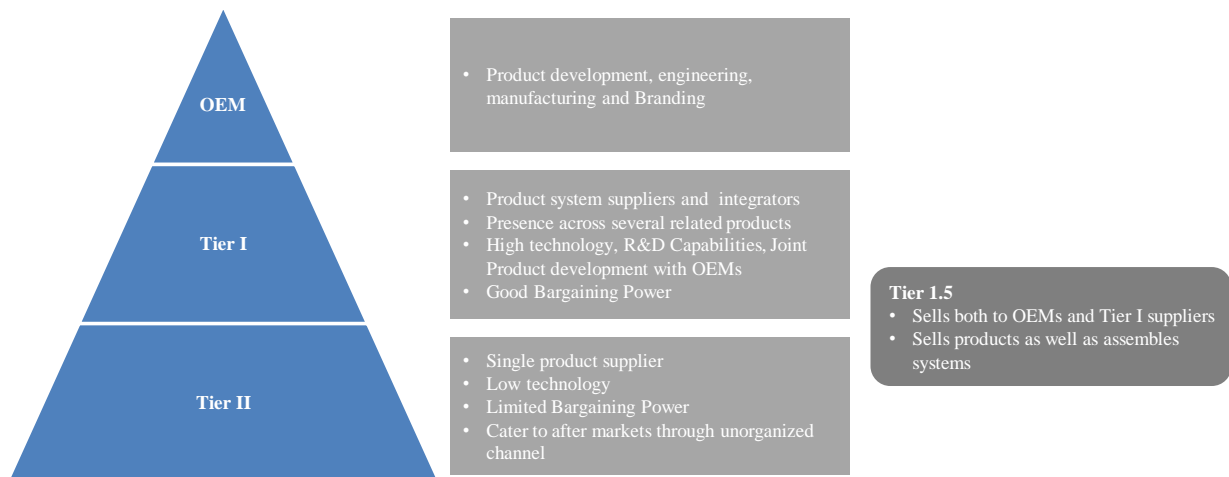 OEM
• Product development, engineering,
manufacturing and Branding
Tier I
• Product system suppliers and integrators
• Presence across several related products
• High technology, R&D Capabilities, Joint
Product development with OEMs
• Good Bargaining Power
Tier 1.5
• Sells both to OEMs and Tier I suppliers
• Sells products as well as assembles
systems
Tier II
• Single product supplier
• Low technology
• Limited Bargaining Power
• Cater to after markets through unorganized
channel